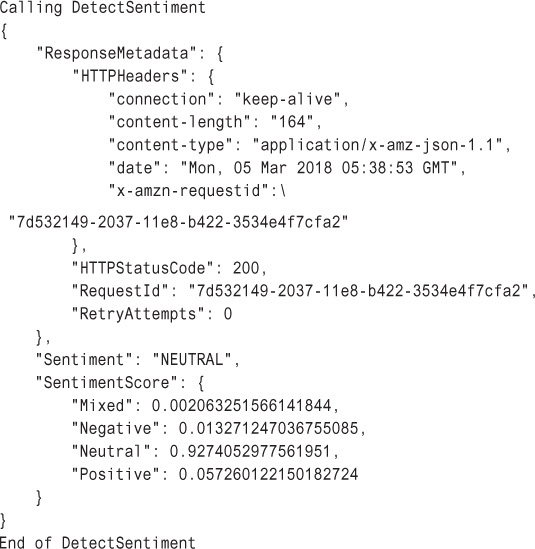 Calling DetectSentiment
{
    "ResponseMetadata": {
        "HTTPHeaders": {
            "connection": "keep-alive",
            "content-length": "164",
            "content-type": "application/x-amz-json-1.1",
            "date": "Mon, 05 Mar 2018 05:38:53 GMT",
            "x-amzn-requestid":\
 "7d532149-2037-11e8-b422-3534e4f7cfa2"
        },
        "HTTPStatusCode": 200,
        "RequestId": "7d532149-2037-11e8-b422-3534e4f7cfa2",
        "RetryAttempts": 0
    },
    "Sentiment": "NEUTRAL",
    "SentimentScore": {
        "Mixed": 0.002063251566141844,
        "Negative": 0.013271247036755085,
        "Neutral": 0.9274052977561951,
        "Positive": 0.057260122150182724
    }
}
End of DetectSentiment